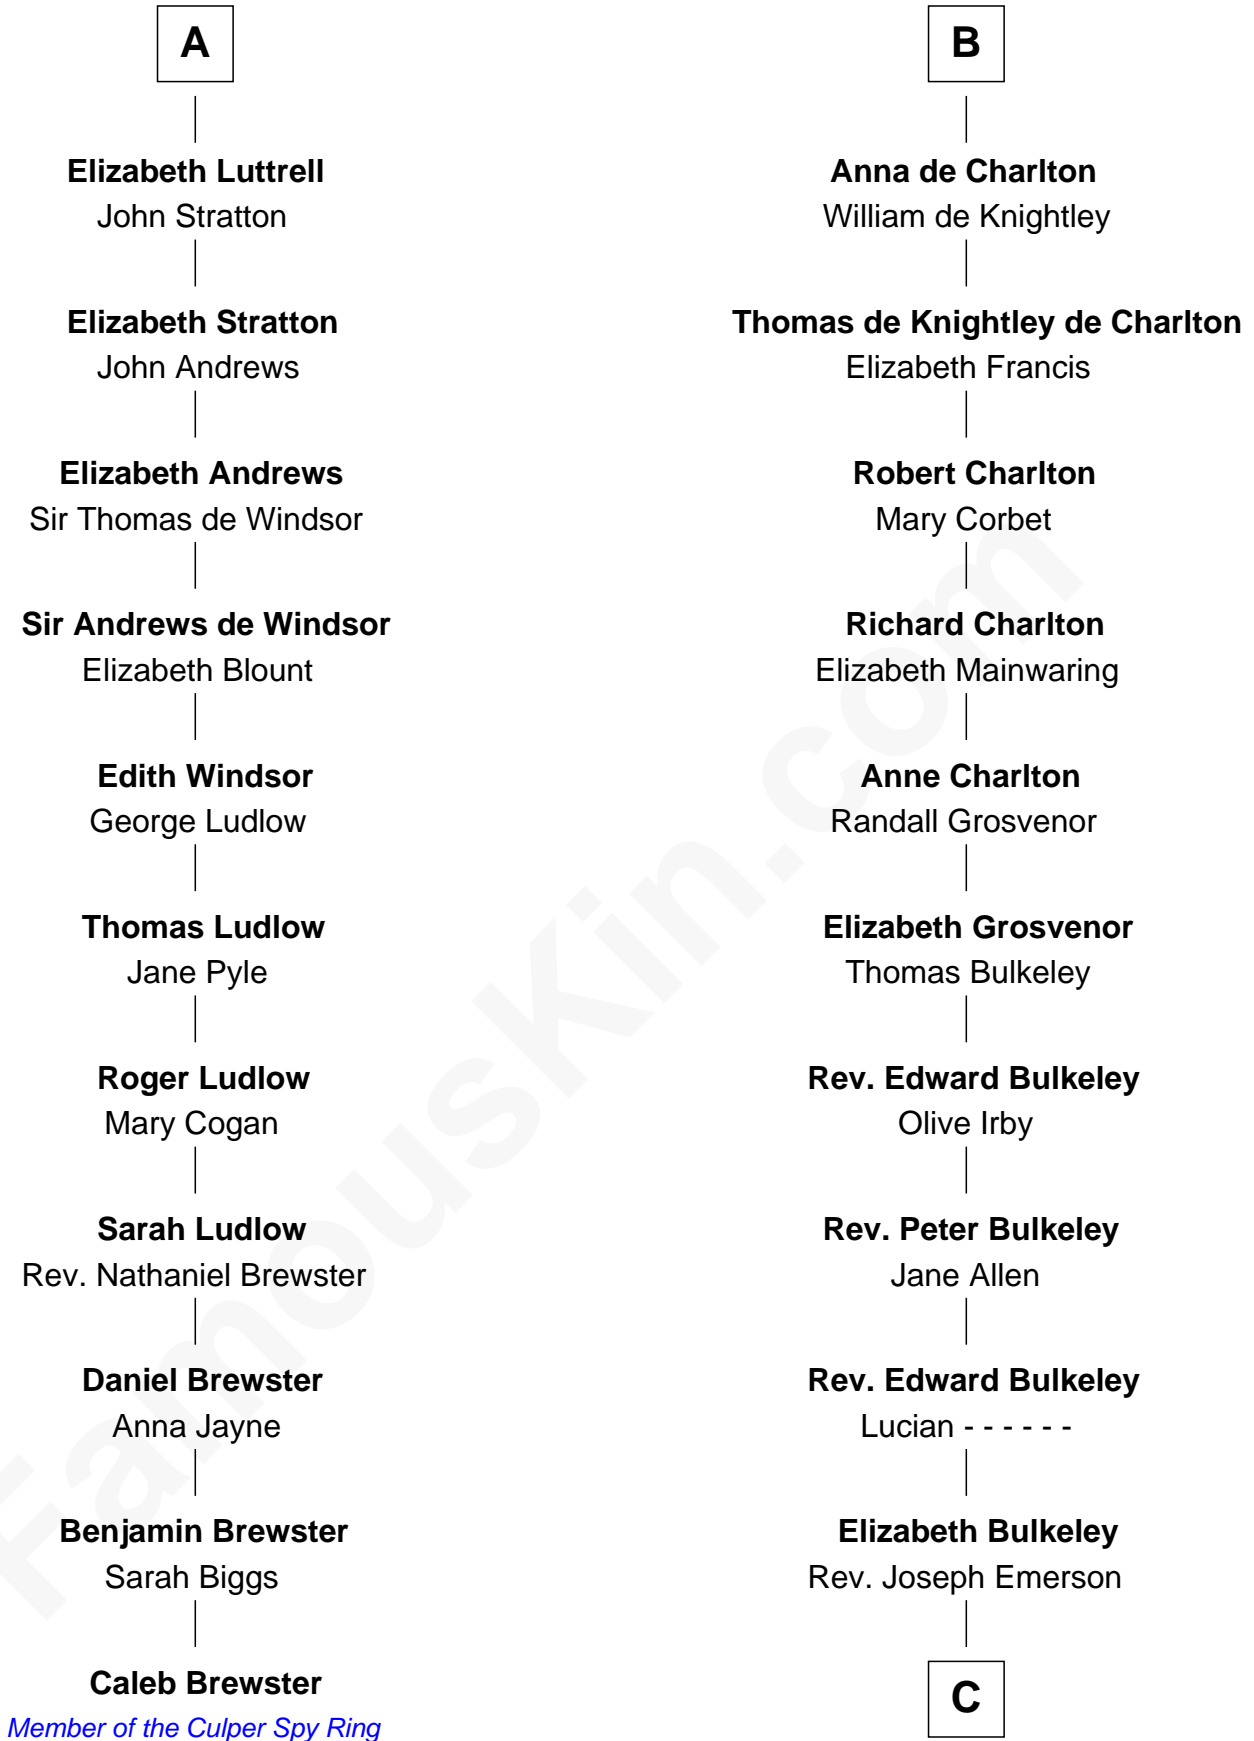 A
Elizabeth Luttrell
John Stratton
Elizabeth Stratton
John Andrews
Elizabeth Andrews
Sir Thomas de Windsor
Sir Andrews de Windsor
Elizabeth Blount
Edith Windsor
George Ludlow
Thomas Ludlow
Jane Pyle
Roger Ludlow
Mary Cogan
Sarah Ludlow
Rev. Nathaniel Brewster
Daniel Brewster
Anna Jayne
Benjamin Brewster
Sarah Biggs
Caleb Brewster
Member of the Culper Spy Ring
B
Anna de Charlton
William de Knightley
Thomas de Knightley de Charlton
Elizabeth Francis
Robert Charlton
Mary Corbet
Richard Charlton
Elizabeth Mainwaring
Anne Charlton
Randall Grosvenor
Elizabeth Grosvenor
Thomas Bulkeley
Rev. Edward Bulkeley
Olive Irby
Rev. Peter Bulkeley
Jane Allen
Rev. Edward Bulkeley
Lucian - - - - - -
Elizabeth Bulkeley
Rev. Joseph Emerson
C
FamousKin.com